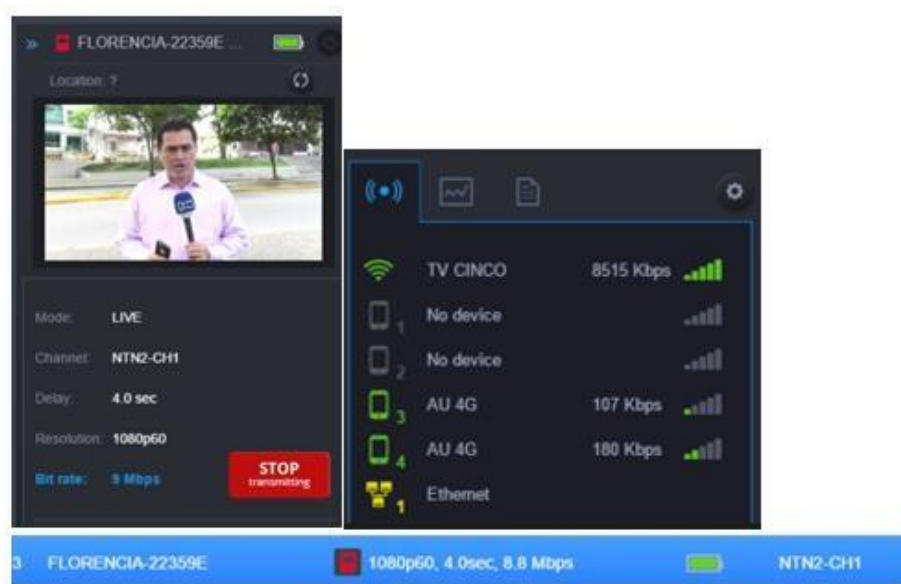 » FLORENCIA-22359E ...
Location: ?
Mode: LIVE
Channel: NTN2-CH1
Delay: 4.0 sec
Resolution: 1080p60
Bit rate: 9 Mbps
STOP
transmitting
TV CINCO 8515 Kbps
1 No device
2 No device
3 AU 4G 107 Kbps
4 AU 4G 180 Kbps
1 Ethernet
3 FLORENCIA-22359E 1080p60, 4.0sec, 8.8 Mbps NTN2-CH1